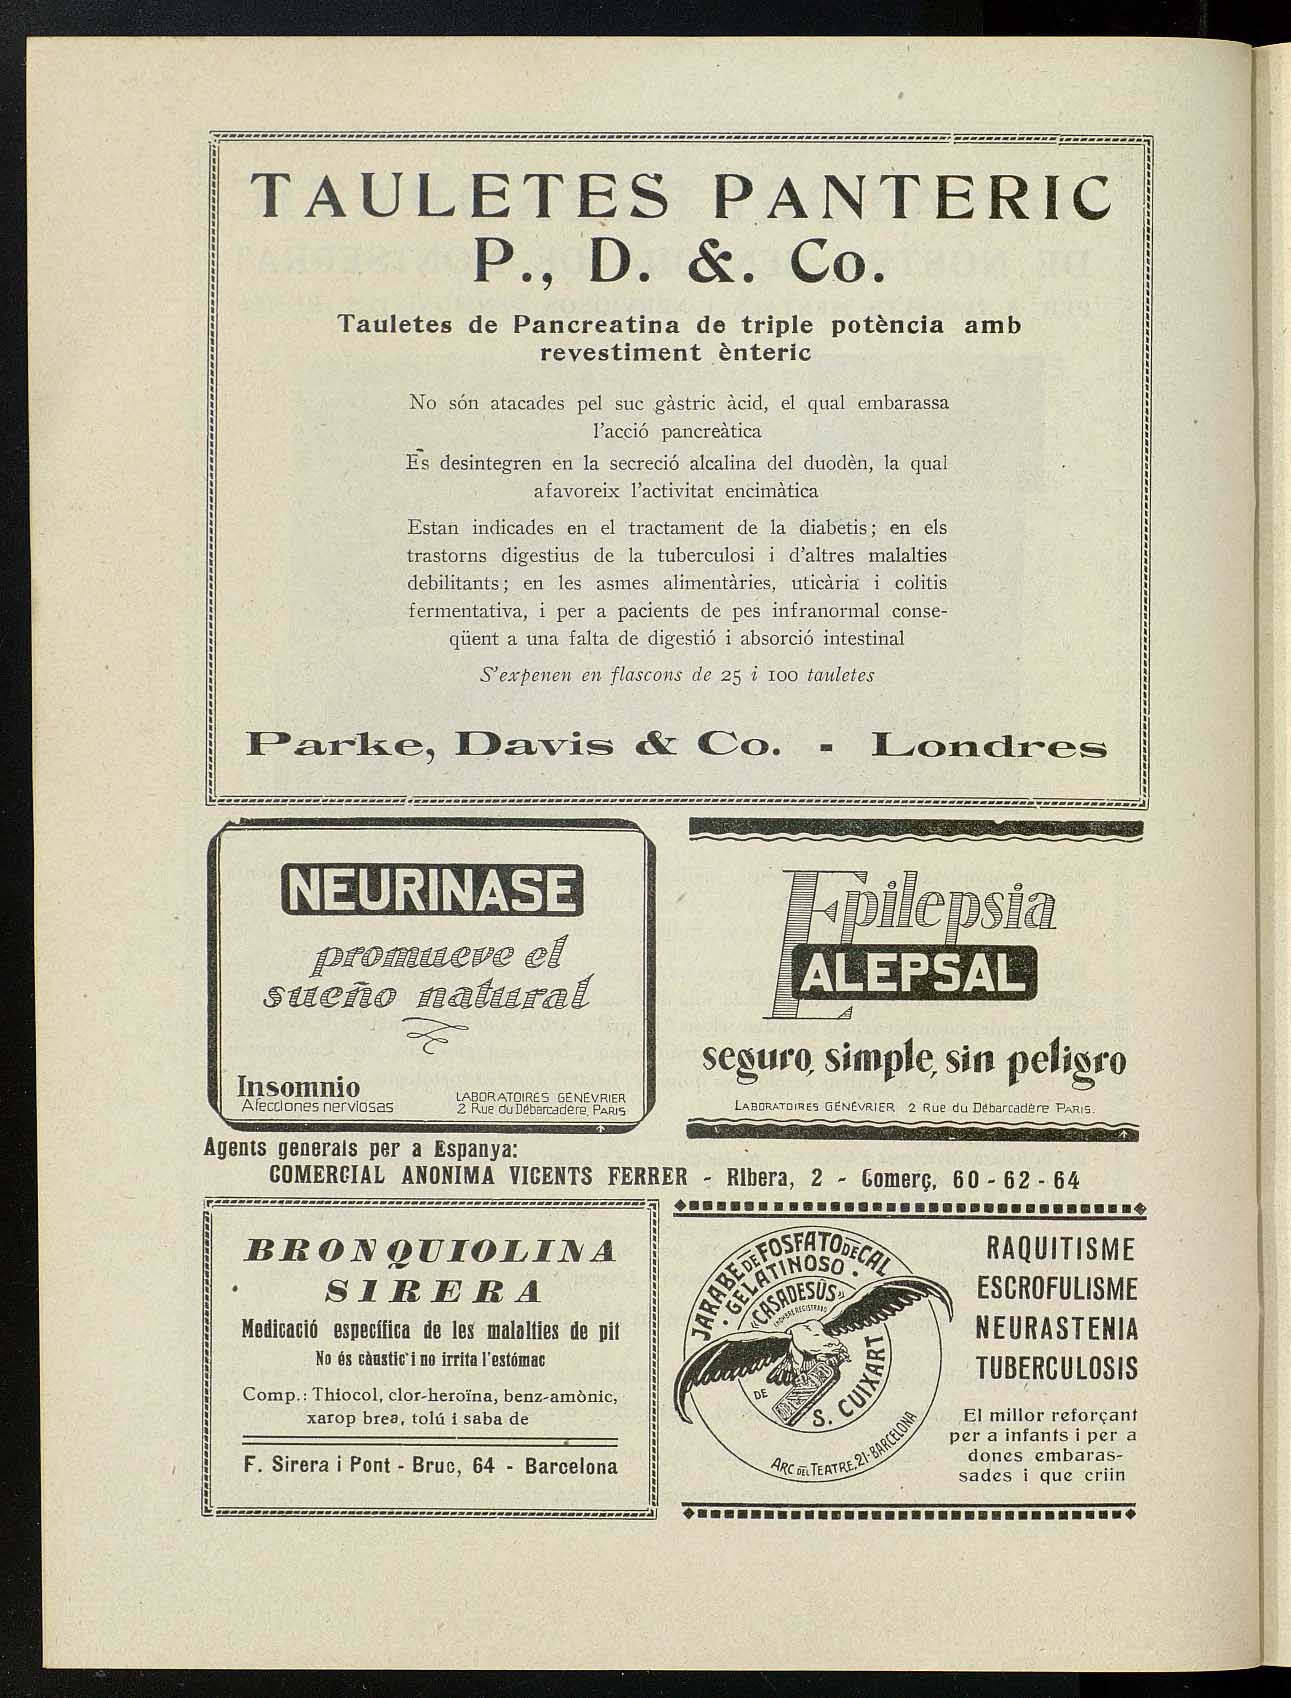 TAULETES PANTERIC
P., D. &. Co.
Tauletes de Pancreatina de triple potència amb
revestiment ènteric
No són atacades pel suc gàstric àcid, el qual embarassa
l'acció pancreàtica
Es desintegren en la secreció alcalina del duodèn, la qual
afavoreix l'activitat encimàtica
Estan indicades en el tractament de la diabetis; en els
trastorns digestius de la tuberculosi i d'altres malalties
debilitants; en les asmes alimentàries, uticària i colitis
fermentativa, i per a pacients de pes infranormal conse-
qüent a una falta de digestió i absorció intestinal
S'expenen en flascons de 25 i 100 tauletes
Parke, Davis & Co. - Londres
NEURINASE
promueve el
sueño natural
Insomnio
Afecciones nerviosas
LABORATOIRES GÉNÉVRIER
2 Rue du Débarcadère, PARIS
Epilepsia
ALEPSAL
seguro, simple, sin peligro
LABORATOIRES GÉNÉVRIER 2 Rue du Débarcadère PARIS.
Agents generals per a Espanya:
COMERCIAL ANONIMA VICENTS FERRER - Ribera, 2 - Comerç, 60 - 62 - 64
BRONQUIOLINA
SIRERA
Medicació específica de les malalties de pit
No és càustic i no irrita l'estómac
Comp.: Thiocol, clor-heroïna, benz-amònic,
xarop brea, tolú i saba de
F. Sirera i Pont - Bruc, 64 - Barcelona
JARABE DE FOSFATO DE CAL
· GELATINOSO ·
"CASADESÚS"
NOMBRE REGISTRADO
DE
S. CUIXART
ARC DEL TEATRE, 21-BARCELONA
RAQUITISME
ESCROFULISME
NEURASTENIA
TUBERCULOSIS
El millor reforçant
per a infants i per a
dones embaras-
sades i que criin